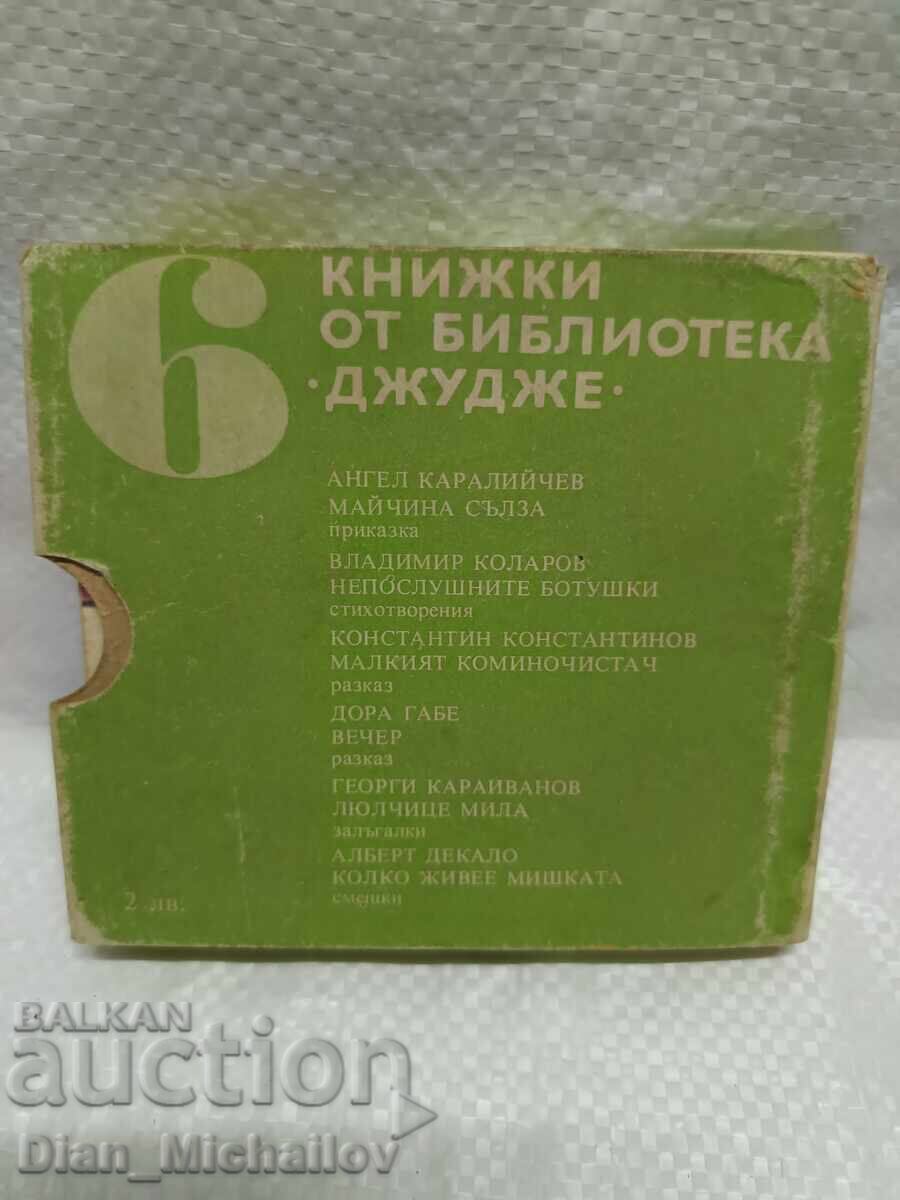 6
КНИЖКИ
ОТ БИБЛИОТЕКА
·ДЖУДЖЕ·
АНГЕЛ КАРАЛИЙЧЕВ
МАЙЧИНА СЪЛЗА
приказка
ВЛАДИМИР КОЛАРОВ
НЕПОСЛУШНИТЕ БОТУШКИ
стихотворения
КОНСТАНТИН КОНСТАНТИНОВ
МАЛКИЯТ КОМИНОЧИСТАЧ
разказ
ДОРА ГАБЕ
ВЕЧЕР
разказ
ГЕОРГИ КАРАИВАНОВ
ЛЮЛЧИЦЕ МИЛА
залъгалки
АЛБЕРТ ДЕКАЛО
КОЛКО ЖИВЕЕ МИШКАТА
смешки
2 лв.
BALKAN
auction
Dian_Michailov